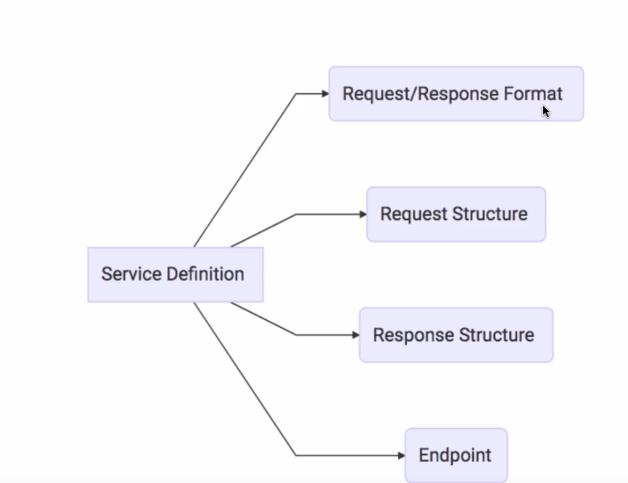 Request/Response Format
Request Structure
Service Definition
Response Structure
Endpoint